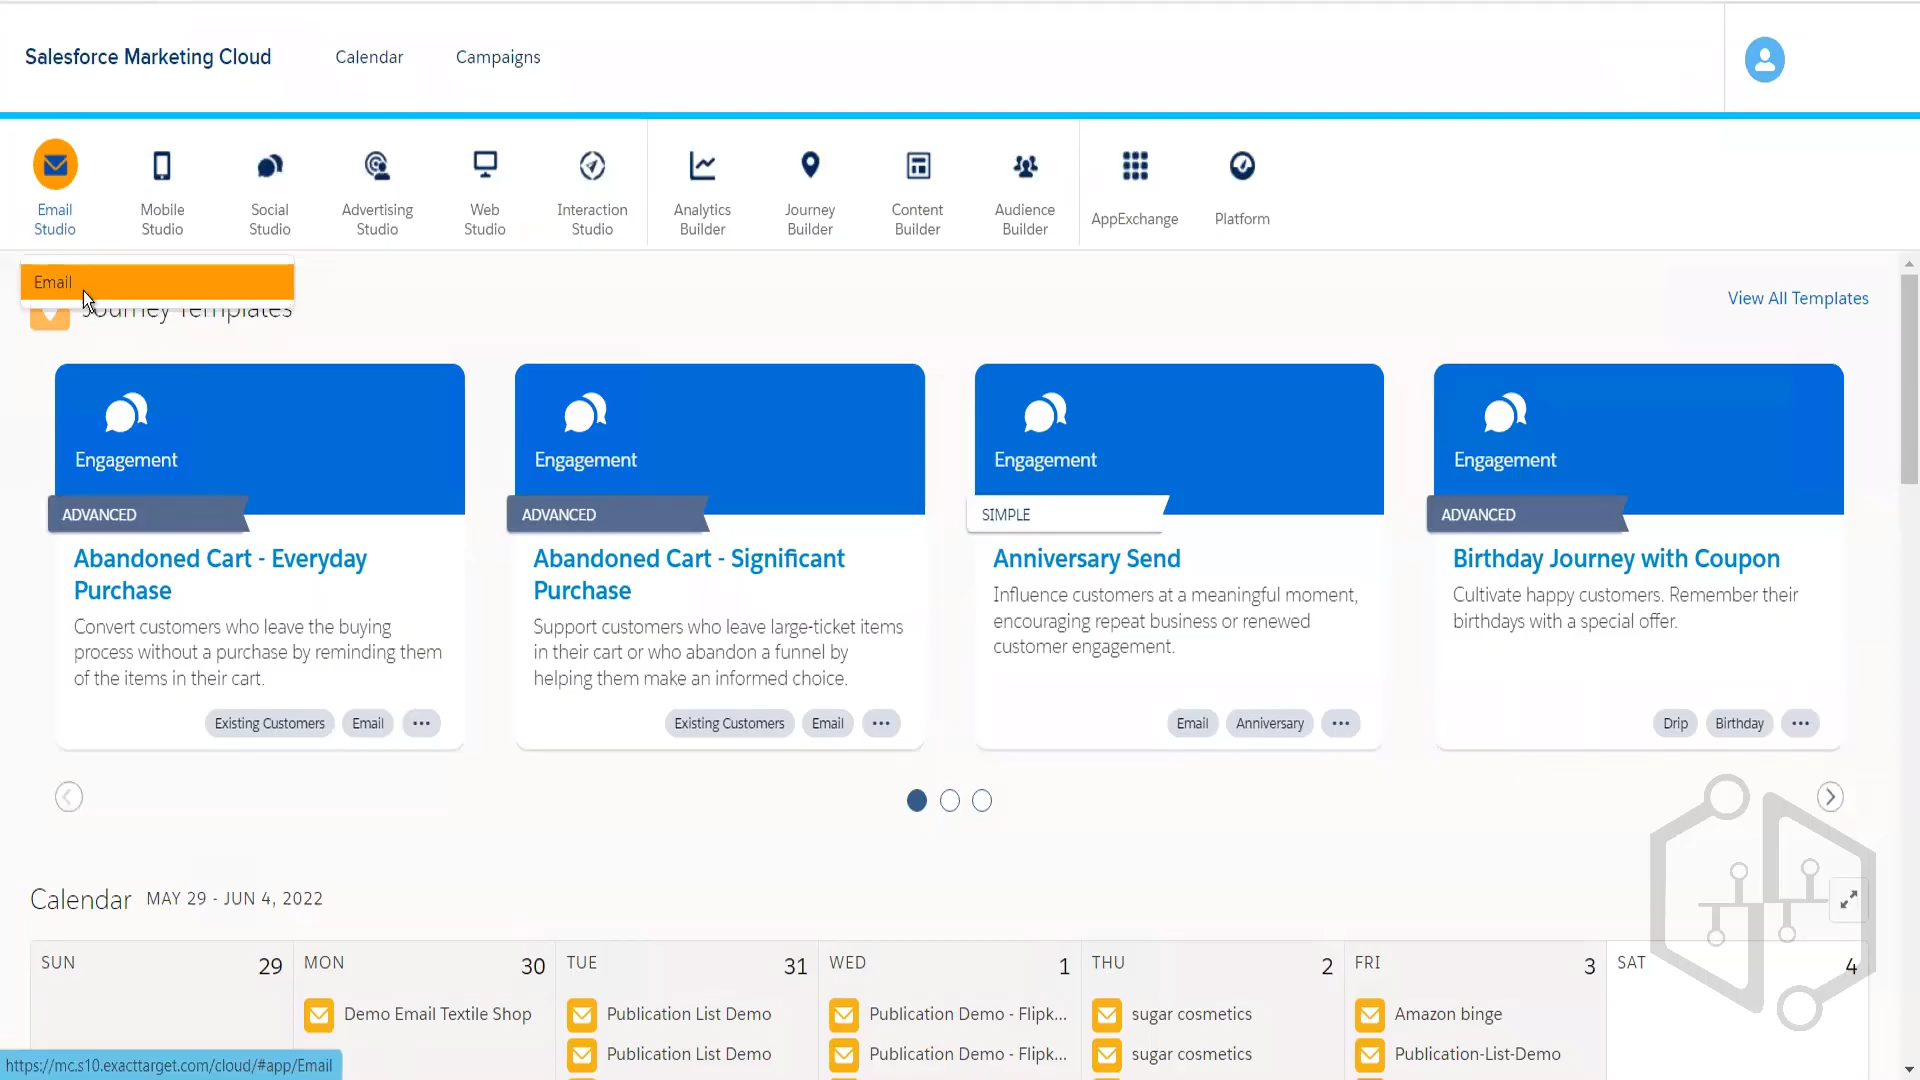 Salesforce Marketing Cloud
Calendar
Campaigns
Email
Studio
Mobile
Studio
Social
Studio
Advertising
Studio
Web
Studio
Interaction
Studio
Analytics
Builder
Journey
Builder
Content
Builder
Audience
Builder
AppExchange
Platform
Email
Journey Templates
View All Templates
Engagement
ADVANCED
Abandoned Cart - Everyday
Purchase
Convert customers who leave the buying
process without a purchase by reminding them
of the items in their cart.
Existing Customers
Email
•••
Engagement
ADVANCED
Abandoned Cart - Significant
Purchase
Support customers who leave large-ticket items
in their cart or who abandon a funnel by
helping them make an informed choice.
Existing Customers
Email
•••
Engagement
SIMPLE
Anniversary Send
Influence customers at a meaningful moment,
encouraging repeat business or renewed
customer engagement.
Email
Anniversary
•••
Engagement
ADVANCED
Birthday Journey with Coupon
Cultivate happy customers. Remember their
birthdays with a special offer.
Drip
Birthday
•••
Calendar MAY 29 - JUN 4, 2022
SUN 29
MON 30
Demo Email Textile Shop
TUE 31
Publication List Demo
Publication List Demo
WED 1
Publication Demo - Flipk...
Publication Demo - Flipk...
THU 2
sugar cosmetics
sugar cosmetics
FRI 3
Amazon binge
Publication-List-Demo
SAT 4
https://mc.s10.exacttarget.com/cloud/#app/Email